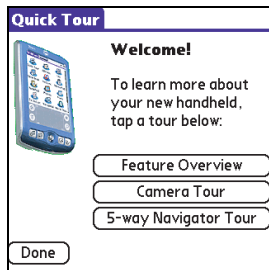 Quick Tour
Welcome!
To learn more about
your new handheld,
tap a tour below:
Feature Overview
Camera Tour
5-way Navigator Tour
Done